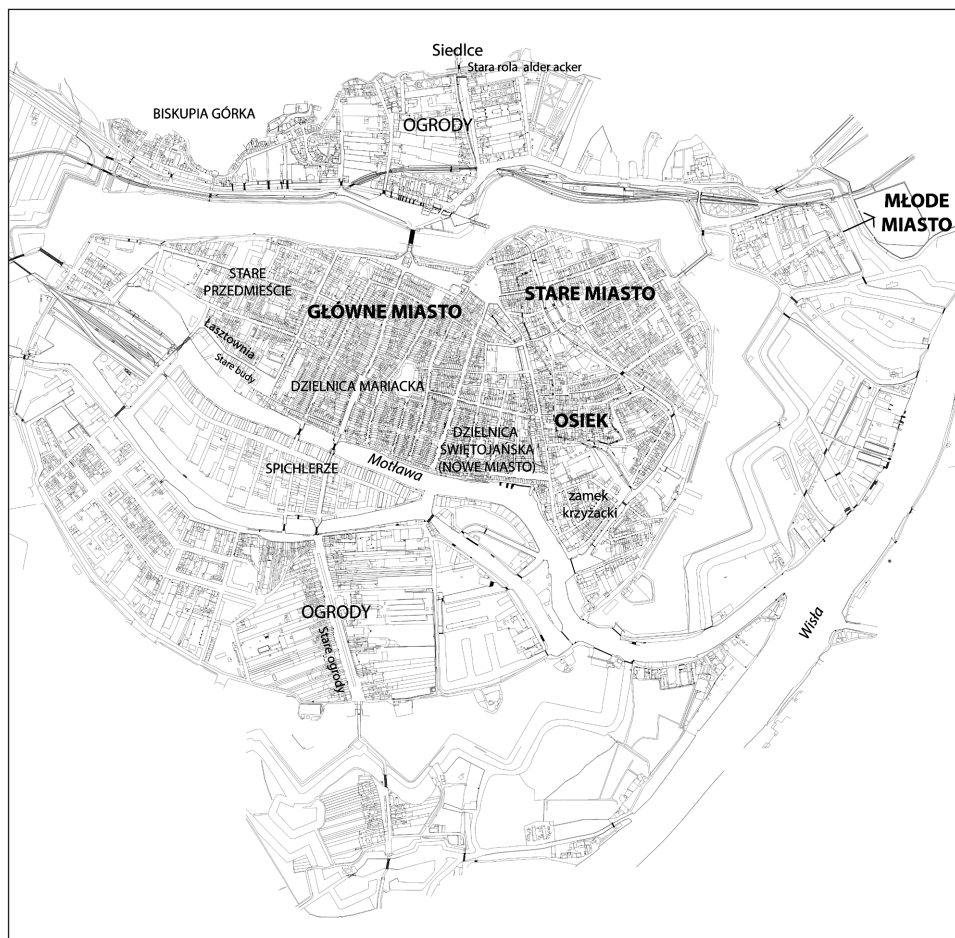 Siedlce
Stara rola alder acker
BISKUPIA GÓRKA
OGRODY
MŁODE
MIASTO
STARE
PRZEDMIEŚCIE
GŁÓWNE MIASTO
STARE MIASTO
Łasztownia
Stare budy
DZIELNICA MARIACKA
OSIEK
DZIELNICA
ŚWIĘTOJAŃSKA
(NOWE MIASTO)
SPICHLERZE
Motława
zamek
krzyżacki
OGRODY
Stare ogrody
Wisła